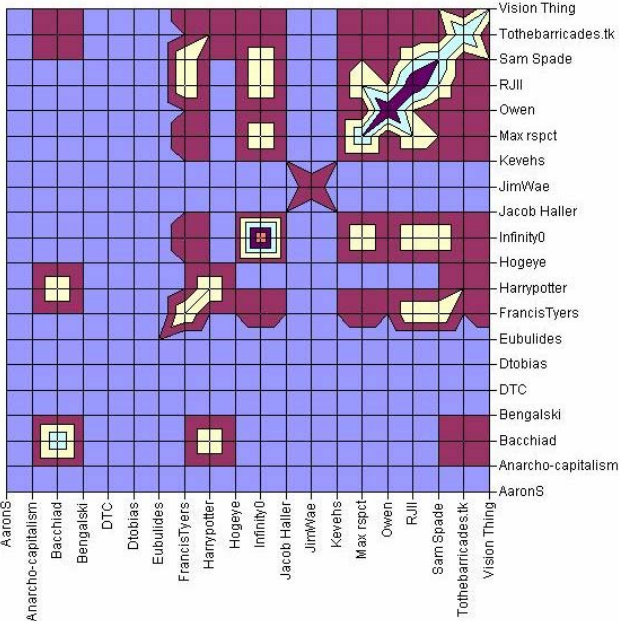 Vision Thing
Tothebarricades.tk
Sam Spade
RJII
Owen
Max rspct
Kevehs
JimWae
Jacob Haller
Infinity0
Hogeye
Harrypotter
FrancisTyers
Eubulides
Dtobias
DTC
Bengalski
Bacchiad
Anarcho-capitalism
AaronS
AaronS
Anarcho-capitalism
Bacchiad
Bengalski
DTC
Dtobias
Eubulides
FrancisTyers
Harrypotter
Hogeye
Infinity0
Jacob Haller
JimWae
Kevehs
Max rspct
Owen
RJII
Sam Spade
Tothebarricades.tk
Vision Thing